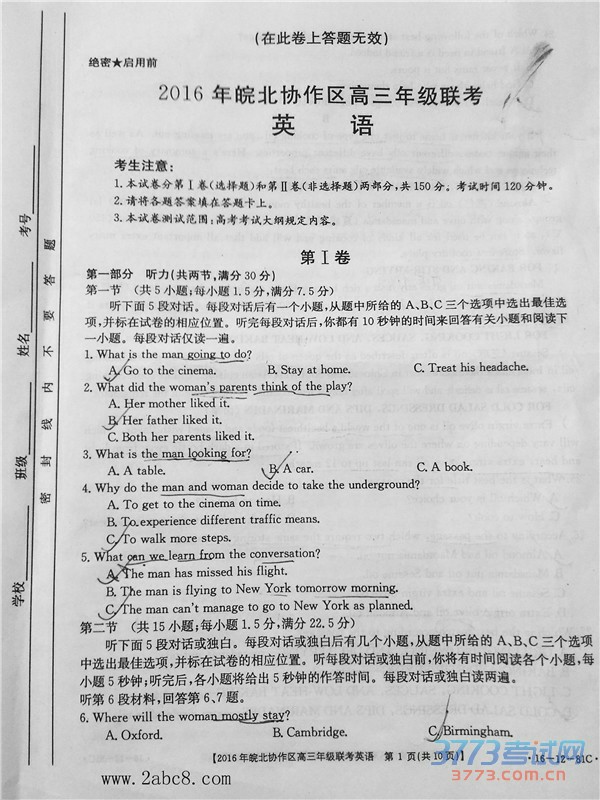 (在此卷上答题无效)
绝密★启用前
2016年皖北协作区高三年级联考
英 语
考生注意:
1.本试卷分第Ⅰ卷(选择题)和第Ⅱ卷(非选择题)两部分,共150分。考试时间120分钟。
2.请将各题答案填在答题卡上。
3.本试卷测试范围:高考考试大纲规定内容。
第Ⅰ卷
第一部分 听力(共两节,满分30分)
第一节 (共5小题;每小题1.5分,满分7.5分)
听下面5段对话。每段对话后有一个小题,从题中所给的A、B、C三个选项中选出最佳选
项,并标在试卷的相应位置。听完每段对话后,你都有10秒钟的时间来回答有关小题和阅读下
一小题。每段对话仅读一遍。
1. What is the man going to do?
A. Go to the cinema. B. Stay at home. C. Treat his headache.
2. What did the woman's parents think of the play?
A. Her mother liked it.
B. Her father liked it.
C. Both her parents liked it.
3. What is the man looking for?
A. A table. B. A car. C. A book.
4. Why do the man and woman decide to take the underground?
A. To get to the cinema on time.
B. To experience different traffic means.
C. To walk more steps.
5. What can we learn from the conversation?
A. The man has missed his flight.
B. The man is flying to New York tomorrow morning.
C. The man can't manage to go to New York as planned.
第二节 (共15小题;每小题1.5分,满分22.5分)
听下面5段对话或独白。每段对话或独白后有几个小题,从题中所给的A、B、C三个选项
中选出最佳选项,并标在试卷的相应位置。听每段对话或独白前,你将有时间阅读各个小题,每
小题5秒钟;听完后,各小题将给出5秒钟的作答时间。每段对话或独白读两遍。
听第6段材料,回答第6、7题。
6. Where will the woman mostly stay?
A. Oxford. B. Cambridge. C. Birmingham.
【2016年皖北协作区高三年级联考英语 第1页(共10页)】 ·16-12-81C·
学校 班级 姓名 考号
密 封 线 内 不 要 答 题
www.2abc8.com
3773考试网
www.3773.com.cn